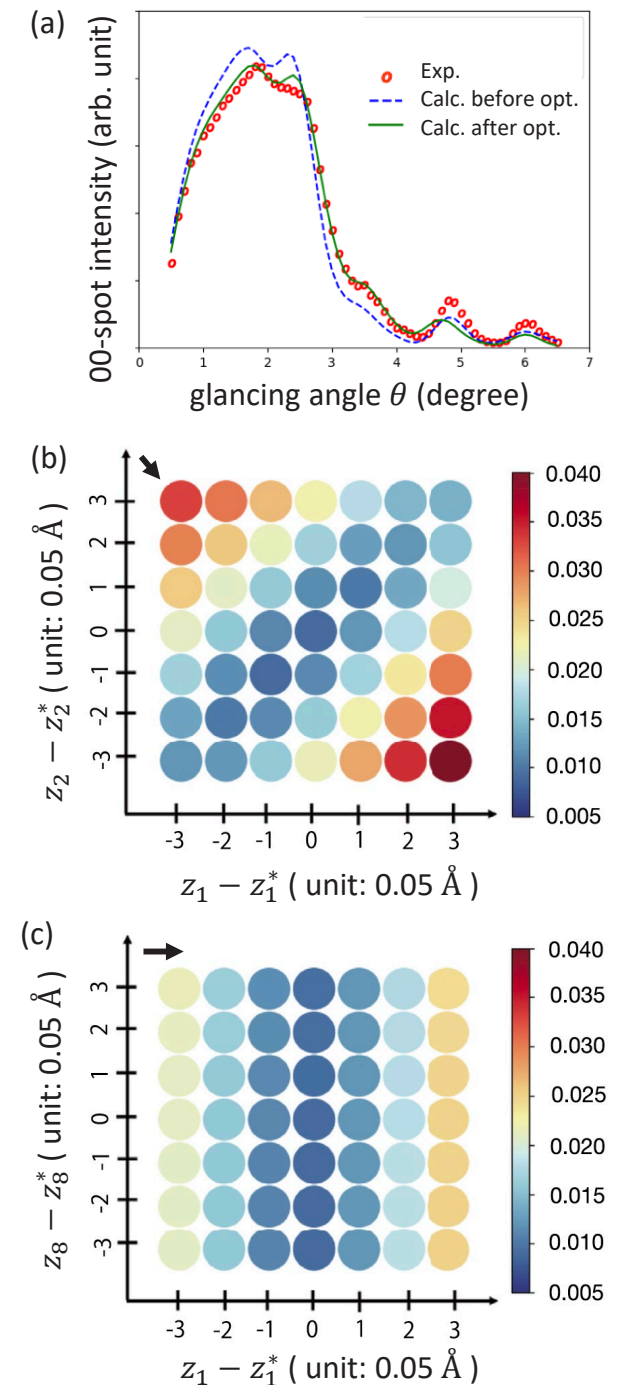 (a)
00-spot intensity (arb. unit)
Exp.
Calc. before opt.
Calc. after opt.
0 1 2 3 4 5 6 7
glancing angle θ (degree)
(b)
z₂ − z₂* ( unit: 0.05 Å )
3
2
1
0
-1
-2
-3
-3 -2 -1 0 1 2 3
z₁ − z₁* ( unit: 0.05 Å )
0.040
0.035
0.030
0.025
0.020
0.015
0.010
0.005
(c)
z₈ − z₈* ( unit: 0.05 Å )
3
2
1
0
-1
-2
-3
-3 -2 -1 0 1 2 3
z₁ − z₁* ( unit: 0.05 Å )
0.040
0.035
0.030
0.025
0.020
0.015
0.010
0.005